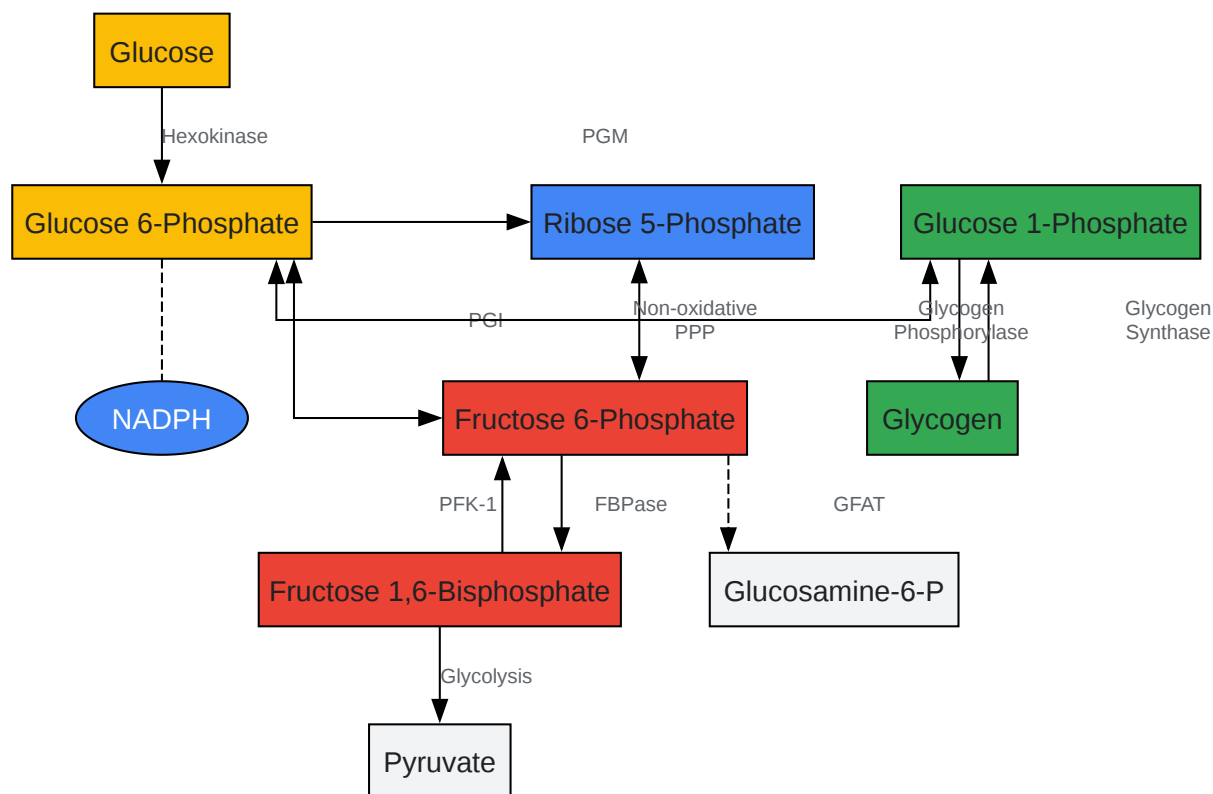 Glucose
Hexokinase
PGM
Glucose 6-Phosphate
Ribose 5-Phosphate
Glucose 1-Phosphate
PGI
Non-oxidative
PPP
Glycogen
Phosphorylase
Glycogen
Synthase
NADPH
Fructose 6-Phosphate
Glycogen
PFK-1
FBPase
GFAT
Fructose 1,6-Bisphosphate
Glucosamine-6-P
Glycolysis
Pyruvate